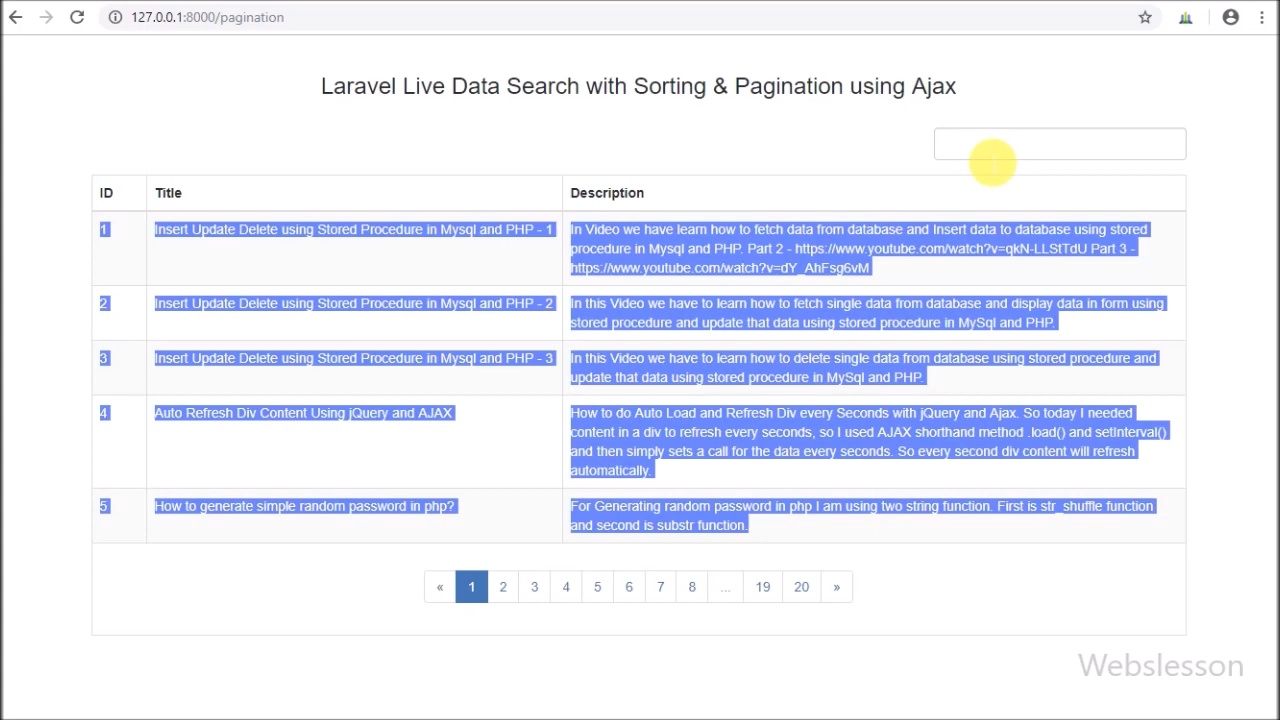 127.0.0.1:8000/pagination
Laravel Live Data Search with Sorting & Pagination using Ajax
ID Title Description
1 Insert Update Delete using Stored Procedure in Mysql and PHP - 1 In Video we have learn how to fetch data from database and Insert data to database using stored
procedure in Mysql and PHP. Part 2 - https://www.youtube.com/watch?v=qkN-LLStTdU Part 3 -
https://www.youtube.com/watch?v=dY_AhFsg6vM
2 Insert Update Delete using Stored Procedure in Mysql and PHP - 2 In this Video we have to learn how to fetch single data from database and display data in form using
stored procedure and update that data using stored procedure in MySql and PHP.
3 Insert Update Delete using Stored Procedure in Mysql and PHP - 3 In this Video we have to learn how to delete single data from database using stored procedure and
update that data using stored procedure in MySql and PHP.
4 Auto Refresh Div Content Using jQuery and AJAX How to do Auto Load and Refresh Div every Seconds with jQuery and Ajax. So today I needed
content in a div to refresh every seconds, so I used AJAX shorthand method .load() and setInterval()
and then simply sets a call for the data every seconds. So every second div content will refresh
automatically.
5 How to generate simple random password in php? For Generating random password in php I am using two string function. First is str_shuffle function
and second is substr function.
« 1 2 3 4 5 6 7 8 ... 19 20 »
Webslesson